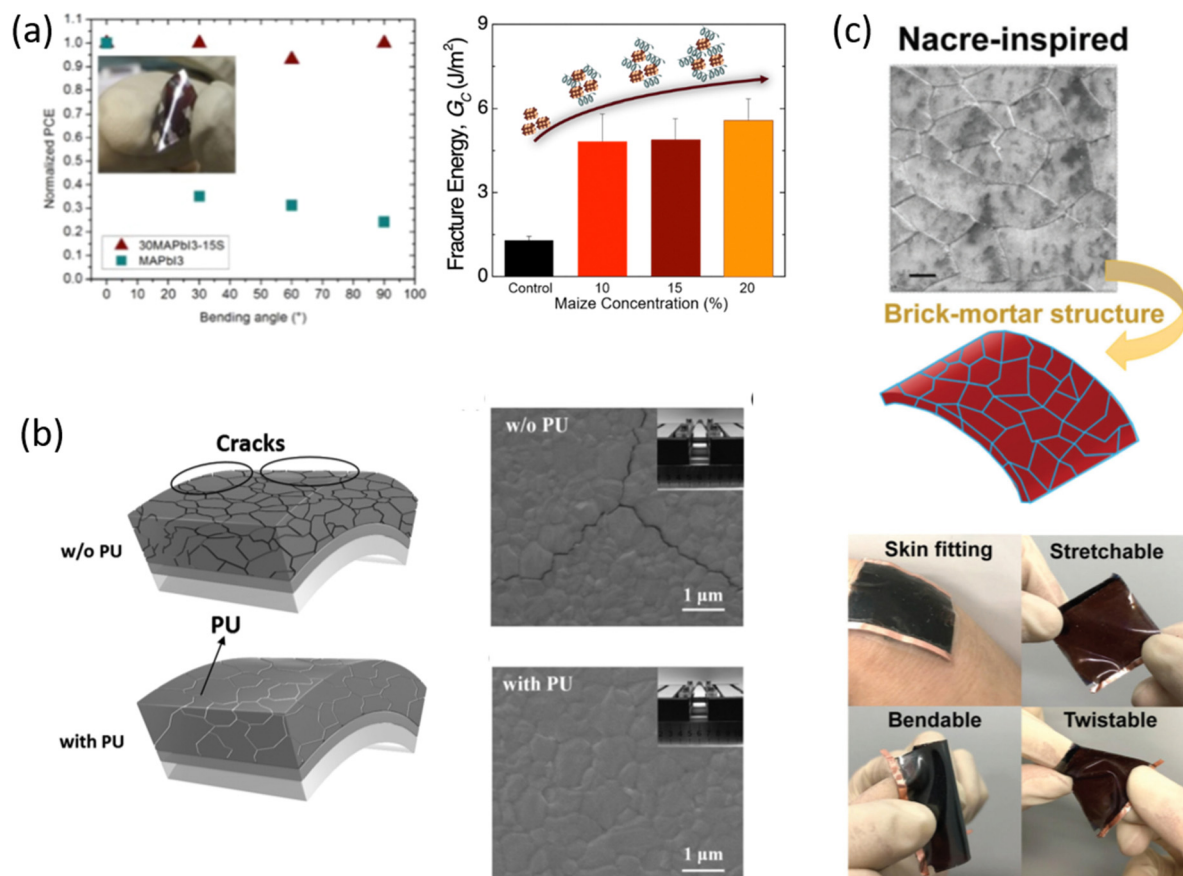 (a)
1.1
1.0
0.9
0.8
0.7
0.6
0.5
0.4
0.3
0.2
0.1
0.0
Normalized PCE
30MAPbI3-15S
MAPbI3
0 10 20 30 40 50 60 70 80 90 100
Bending angle (°)
Fracture Energy, GC (J/m²)
9
6
3
0
Control 10 15 20
Maize Concentration (%)
(b)
Cracks
w/o PU
PU
with PU
w/o PU
1 μm
with PU
1 μm
(c)
Nacre-inspired
Brick-mortar structure
Skin fitting
Stretchable
Bendable
Twistable